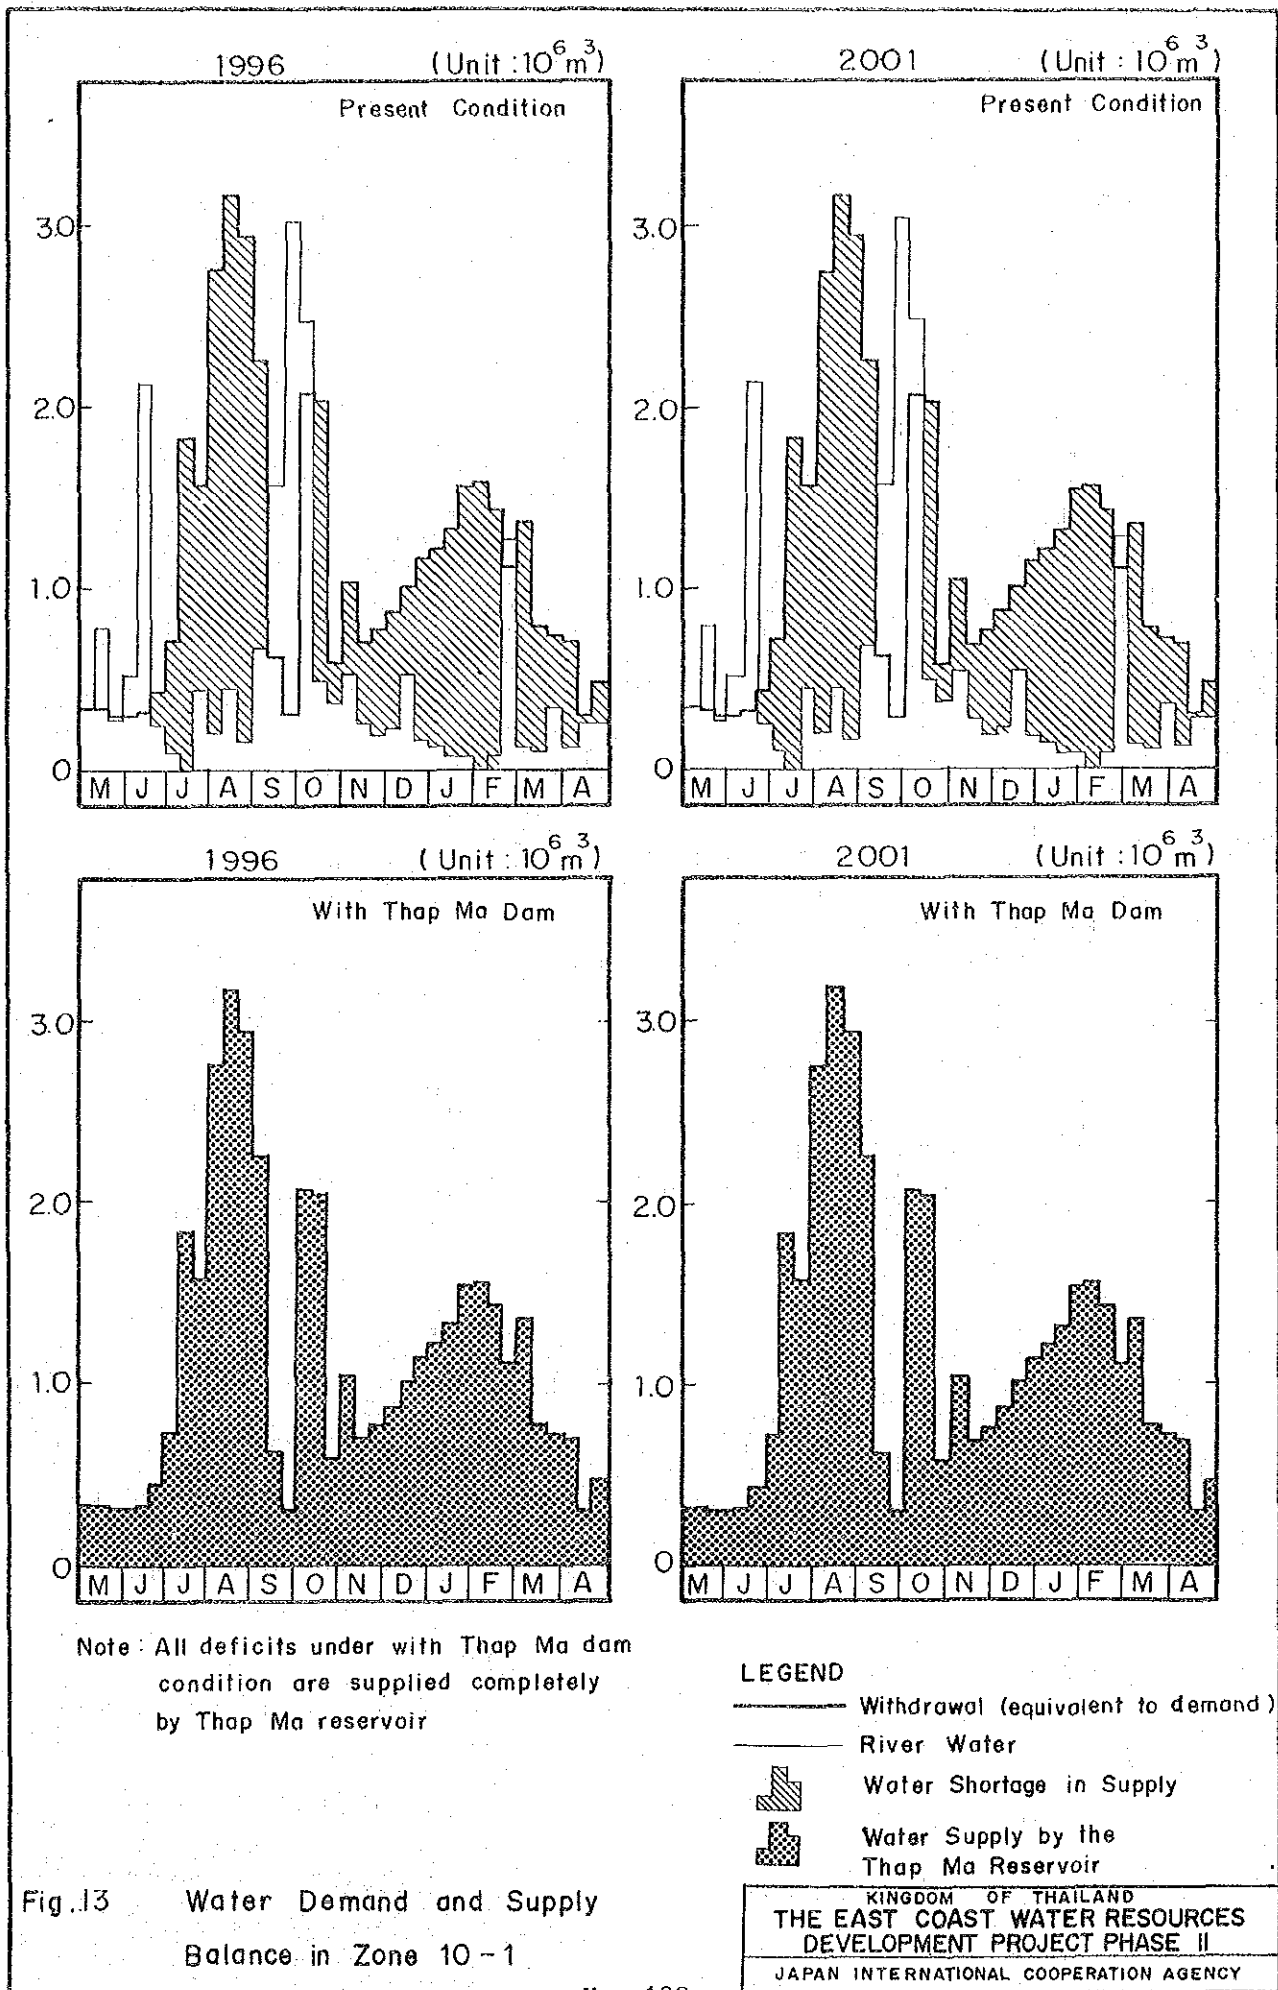 1996 (Unit : 10⁶m³)
Present Condition
3.0
2.0
1.0
0
M J J A S O N D J F M A
2001 (Unit : 10⁶m³)
Present Condition
3.0
2.0
1.0
0
M J J A S O N D J F M A
1996 (Unit : 10⁶m³)
With Thap Ma Dam
3.0
2.0
1.0
0
M J J A S O N D J F M A
2001 (Unit : 10⁶m³)
With Thap Ma Dam
3.0
2.0
1.0
0
M J J A S O N D J F M A
Note : All deficits under with Thap Ma dam
condition are supplied completely
by Thap Ma reservoir
LEGEND
Withdrawal (equivalent to demand)
River Water
Water Shortage in Supply
Water Supply by the
Thap Ma Reservoir
Fig.13 Water Demand and Supply
Balance in Zone 10-1
KINGDOM OF THAILAND
THE EAST COAST WATER RESOURCES
DEVELOPMENT PROJECT PHASE II
JAPAN INTERNATIONAL COOPERATION AGENCY